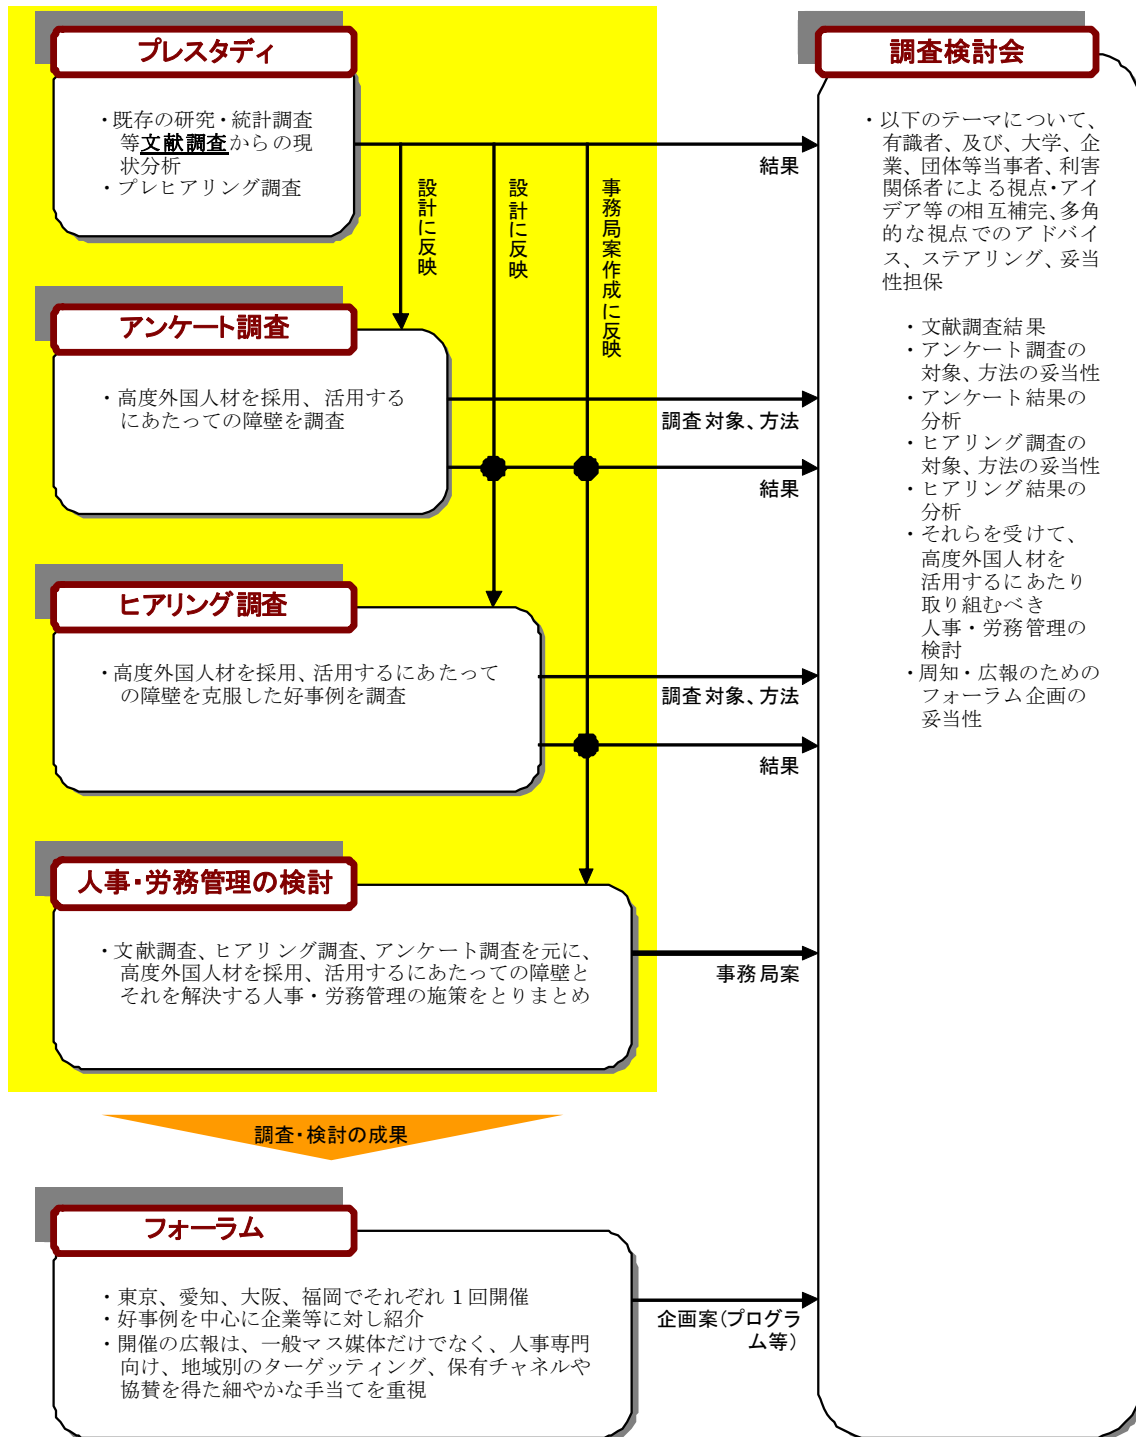 プレスタディ
・既存の研究・統計調査
等文献調査からの現
状分析
・プレヒアリング調査
結果
設計に反映
設計に反映
事務局案作成に反映
アンケート調査
・高度外国人材を採用、活用する
にあたっての障壁を調査
調査対象、方法
結果
ヒアリング調査
・高度外国人材を採用、活用するにあたって
の障壁を克服した好事例を調査
調査対象、方法
結果
人事・労務管理の検討
・文献調査、ヒアリング調査、アンケート調査を元に、
高度外国人材を採用、活用するにあたっての障壁と
それを解決する人事・労務管理の施策をとりまとめ
事務局案
調査・検討の成果
フォーラム
・東京、愛知、大阪、福岡でそれぞれ 1 回開催
・好事例を中心に企業等に対し紹介
・開催の広報は、一般マス媒体だけでなく、人事専門
向け、地域別のターゲッティング、保有チャネルや
協賛を得た細やかな手当てを重視
企画案(プログラ
ム等)
調査検討会
・以下のテーマについて、
有識者、及び、大学、企
業、団体等当事者、利害
関係者による視点・アイ
デア等の相互補完、多角
的な視点でのアドバイ
ス、ステアリング、妥当
性担保
・文献調査結果
・アンケート調査の
対象、方法の妥当性
・アンケート結果の
分析
・ヒアリング調査の
対象、方法の妥当性
・ヒアリング結果の
分析
・それらを受けて、
高度外国人材を
活用するにあたり
取り組むべき
人事・労務管理の
検討
・周知・広報のための
フォーラム企画の
妥当性